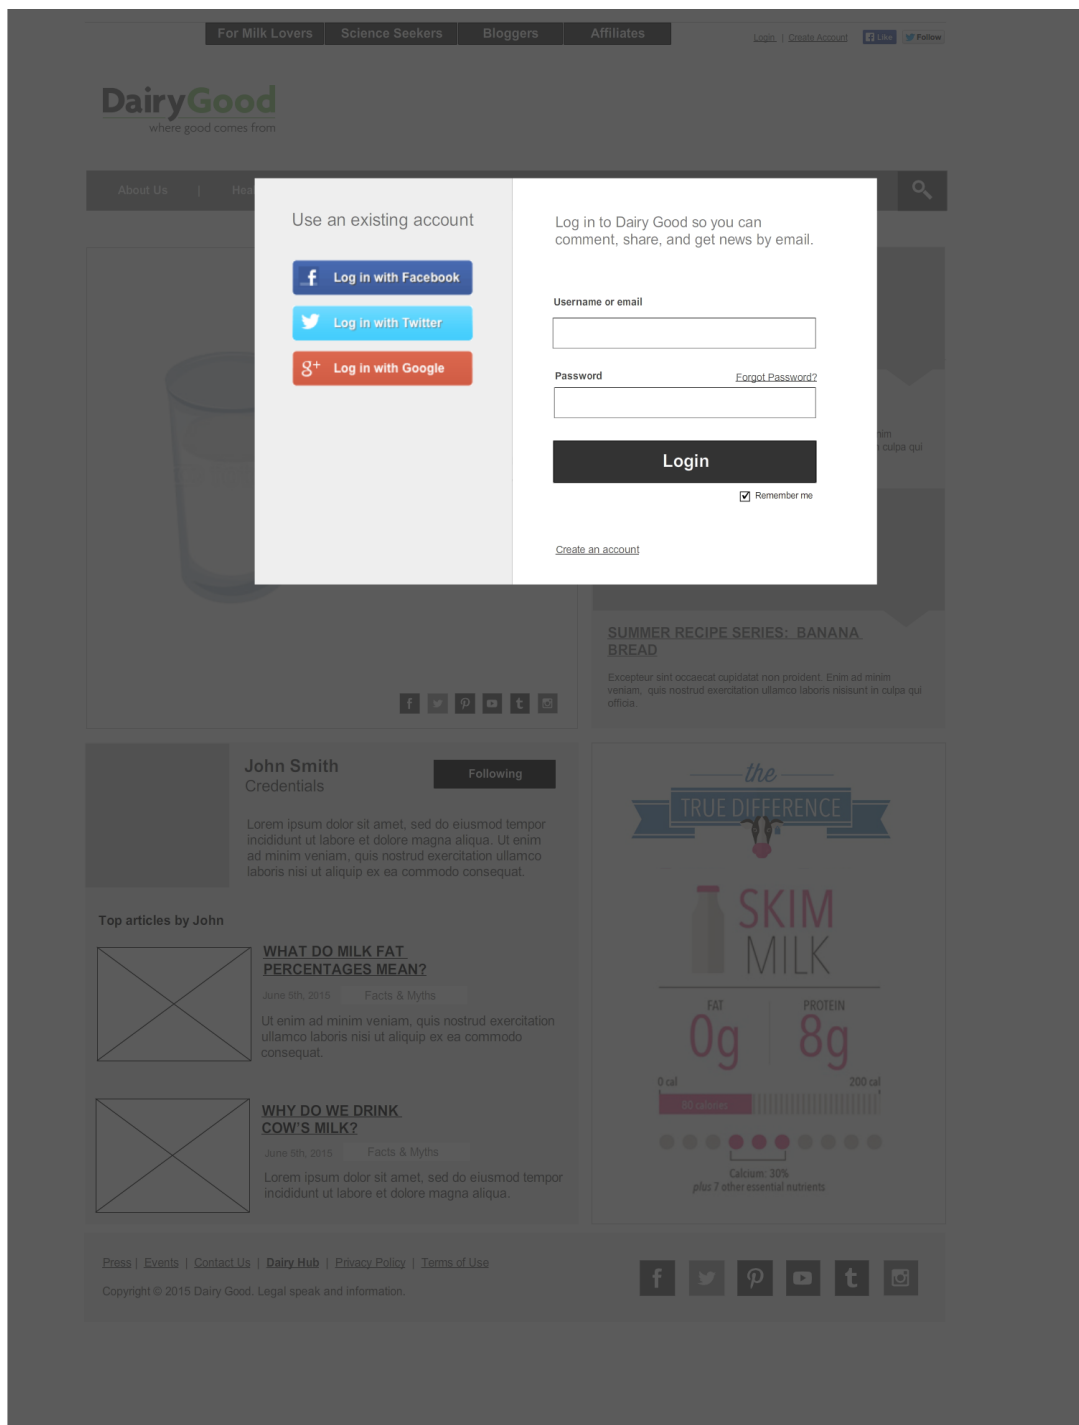 For Milk Lovers Science Seekers Bloggers Affiliates
Login | Create Account Like Follow
DairyGood
where good comes from
About Us |
Use an existing account
Log in with Facebook
Log in with Twitter
Log in with Google
Log in to Dairy Good so you can
comment, share, and get news by email.
Username or email
Password Forgot Password?
Login
Remember me
Create an account
culpa qui
SUMMER RECIPE SERIES: BANANA
BREAD
Excepteur sint occaecat cupidatat non proident. Enim ad minim
veniam, quis nostrud exercitation ullamco laboris nisisunt in culpa qui
officia.
John Smith
Credentials
Following
Lorem ipsum dolor sit amet, sed do eiusmod tempor
incididunt ut labore et dolore magna aliqua. Ut enim
ad minim veniam, quis nostrud exercitation ullamco
laboris nisi ut aliquip ex ea commodo consequat.
Top articles by John
WHAT DO MILK FAT
PERCENTAGES MEAN?
June 5th, 2015 Facts & Myths
Ut enim ad minim veniam, quis nostrud exercitation
ullamco laboris nisi ut aliquip ex ea commodo
consequat.
WHY DO WE DRINK
COW'S MILK?
June 5th, 2015 Facts & Myths
Lorem ipsum dolor sit amet, sed do eiusmod tempor
incididunt ut labore et dolore magna aliqua.
the
TRUE DIFFERENCE
SKIM
MILK
FAT PROTEIN
0g 8g
0 cal 200 cal
80 calories
Calcium: 30%
plus 7 other essential nutrients
Press | Events | Contact Us | Dairy Hub | Privacy Policy | Terms of Use
Copyright © 2015 Dairy Good. Legal speak and information.